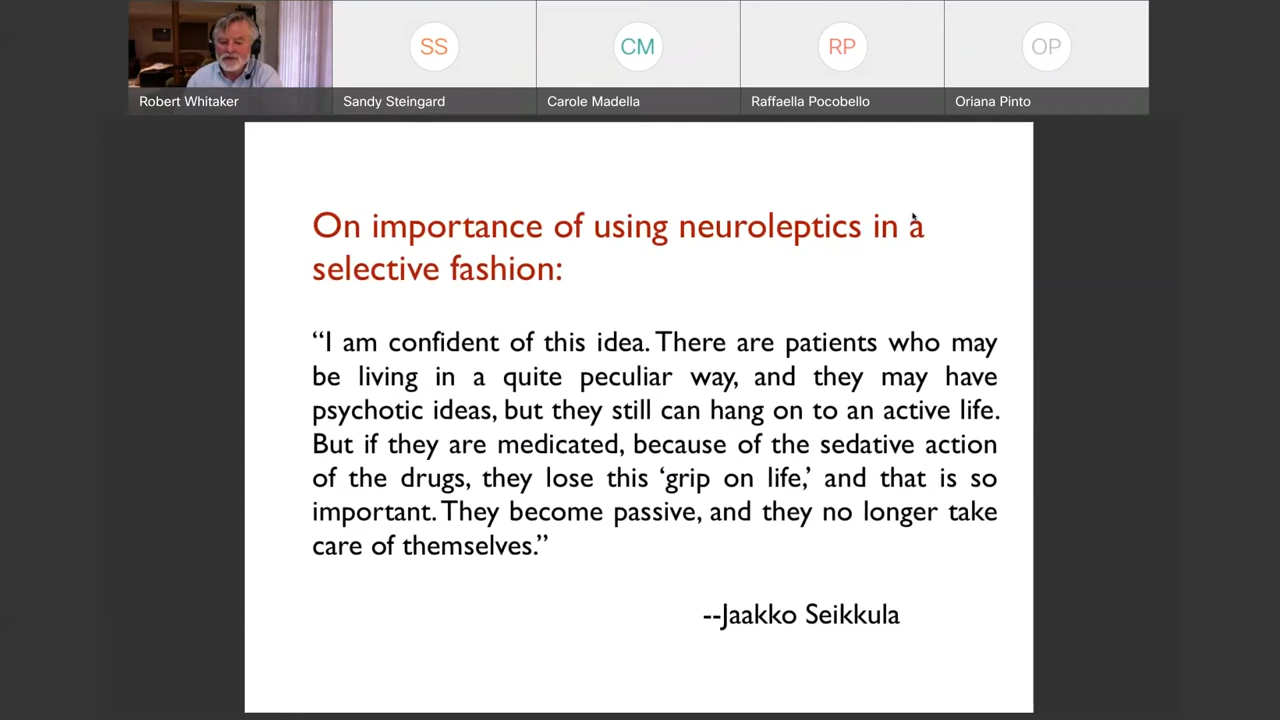 SS
CM
RP
OP
Robert Whitaker
Sandy Steingard
Carole Madella
Raffaella Pocobello
Oriana Pinto
On importance of using neuroleptics in a
selective fashion:
“I am confident of this idea. There are patients who may
be living in a quite peculiar way, and they may have
psychotic ideas, but they still can hang on to an active life.
But if they are medicated, because of the sedative action
of the drugs, they lose this ‘grip on life,’ and that is so
important. They become passive, and they no longer take
care of themselves.”
--Jaakko Seikkula